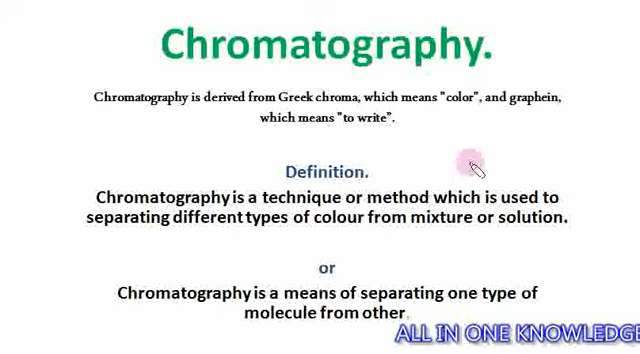 Chromatography.
Chromatography is derived from Greek chroma, which means "color", and graphein,
which means "to write".
Definition.
Chromatography is a technique or method which is used to
separating different types of colour from mixture or solution.
or
Chromatography is a means of separating one type of
molecule from other.
ALL IN ONE KNOWLEDGE